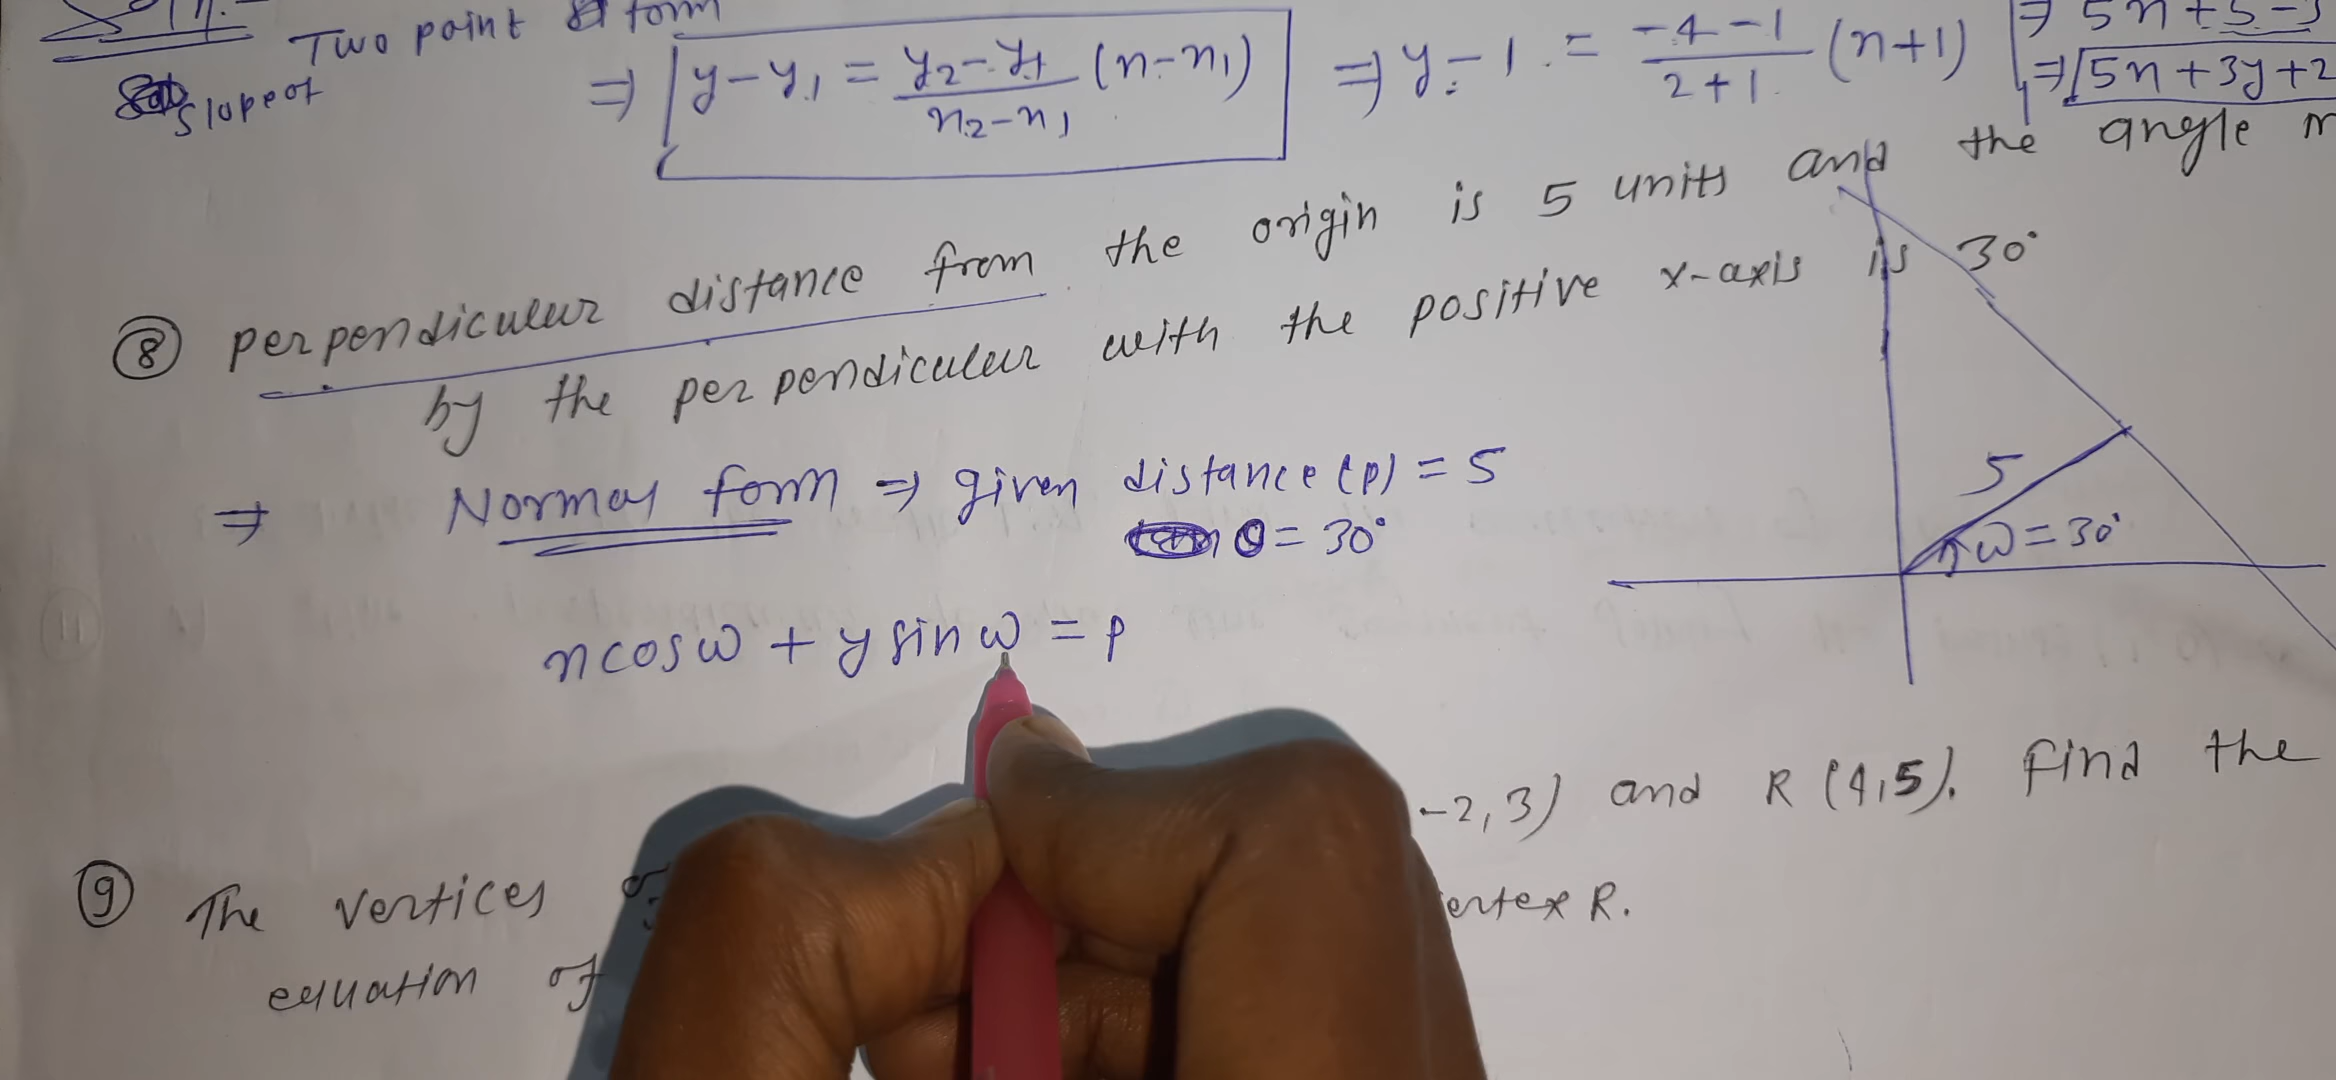 Two point form
slope of
⇒ y-y₁ = y₂-y₁/x₂-x₁ (x-x₁) ⇒ y-1 = -4-1/2+1 (x+1)
⇒ 5x+5-3
⇒ 5x+3y+2
⑧ perpendicular distance from the origin is 5 units and the angle m
by the perpendicular with the positive x-axis is 30°
⇒ Normal form ⇒ given distance (p) = 5
θ = 30°
5
ω = 30°
x cos ω + y sin ω = p
⑨ The vertices -2,3) and R (4,5). Find the
equation of ertex R.